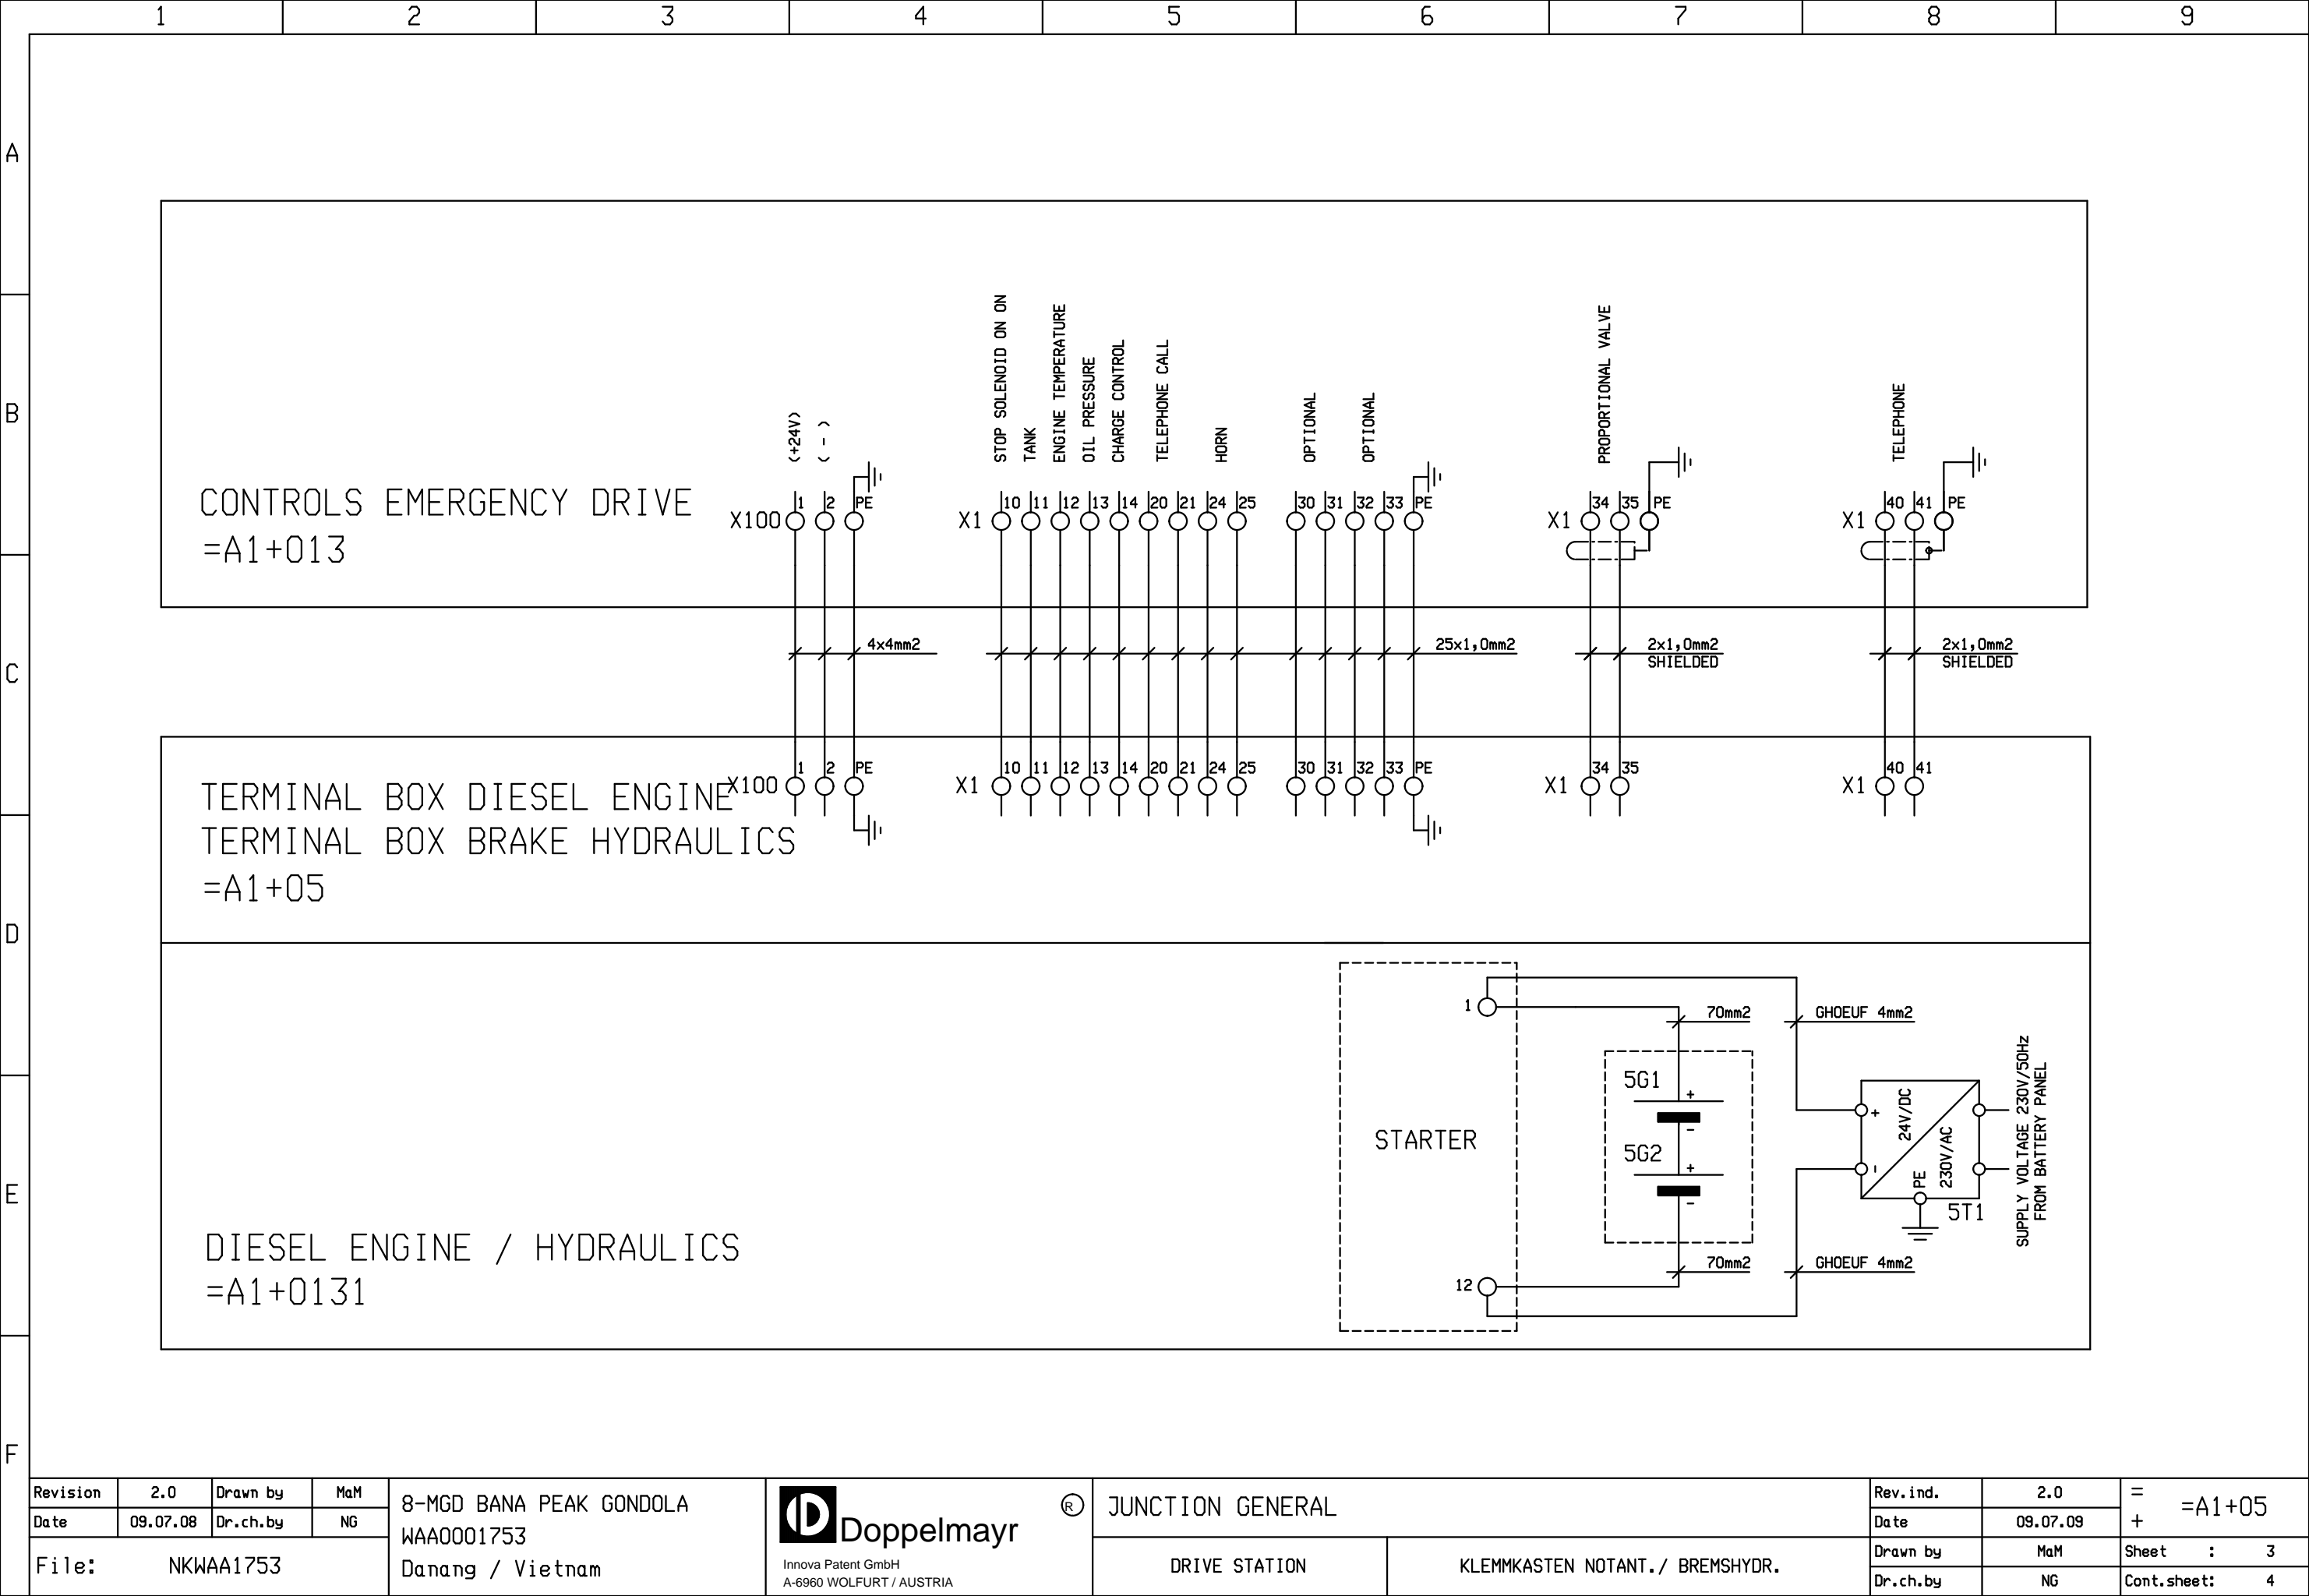 1 2 3 4 5 6 7 8 9
A
B
C
D
E
F
CONTROLS EMERGENCY DRIVE
=A1+013
(+24V)
( - )
STOP SOLENOID ON ON
TANK
ENGINE TEMPERATURE
OIL PRESSURE
CHARGE CONTROL
TELEPHONE CALL
HORN
OPTIONAL
OPTIONAL
PROPORTIONAL VALVE
TELEPHONE
X100 1 2 PE
X1 10 11 12 13 14 20 21 24 25 30 31 32 33 PE
X1 34 35 PE
X1 40 41 PE
4x4mm2
25x1,0mm2
2x1,0mm2
SHIELDED
2x1,0mm2
SHIELDED
TERMINAL BOX DIESEL ENGINE
TERMINAL BOX BRAKE HYDRAULICS
=A1+05
X100 1 2 PE
X1 10 11 12 13 14 20 21 24 25 30 31 32 33 PE
X1 34 35
X1 40 41
DIESEL ENGINE / HYDRAULICS
=A1+0131
STARTER
1
12
70mm2
GHOEUF 4mm2
5G1
+
-
5G2
+
-
70mm2
GHOEUF 4mm2
+
-
24V/DC
230V/AC
PE
5T1
SUPPLY VOLTAGE 230V/50Hz
FROM BATTERY PANEL
Revision 2.0 Drawn by MaM
Date 09.07.08 Dr.ch.by NG
File: NKWAA1753
8-MGD BANA PEAK GONDOLA
WAA0001753
Danang / Vietnam
Doppelmayr
R
Innova Patent GmbH
A-6960 WOLFURT / AUSTRIA
JUNCTION GENERAL
DRIVE STATION
KLEMMKASTEN NOTANT./ BREMSHYDR.
Rev.ind. 2.0
Date 09.07.09
Drawn by MaM
Dr.ch.by NG
=
+
=A1+05
Sheet : 3
Cont.sheet: 4